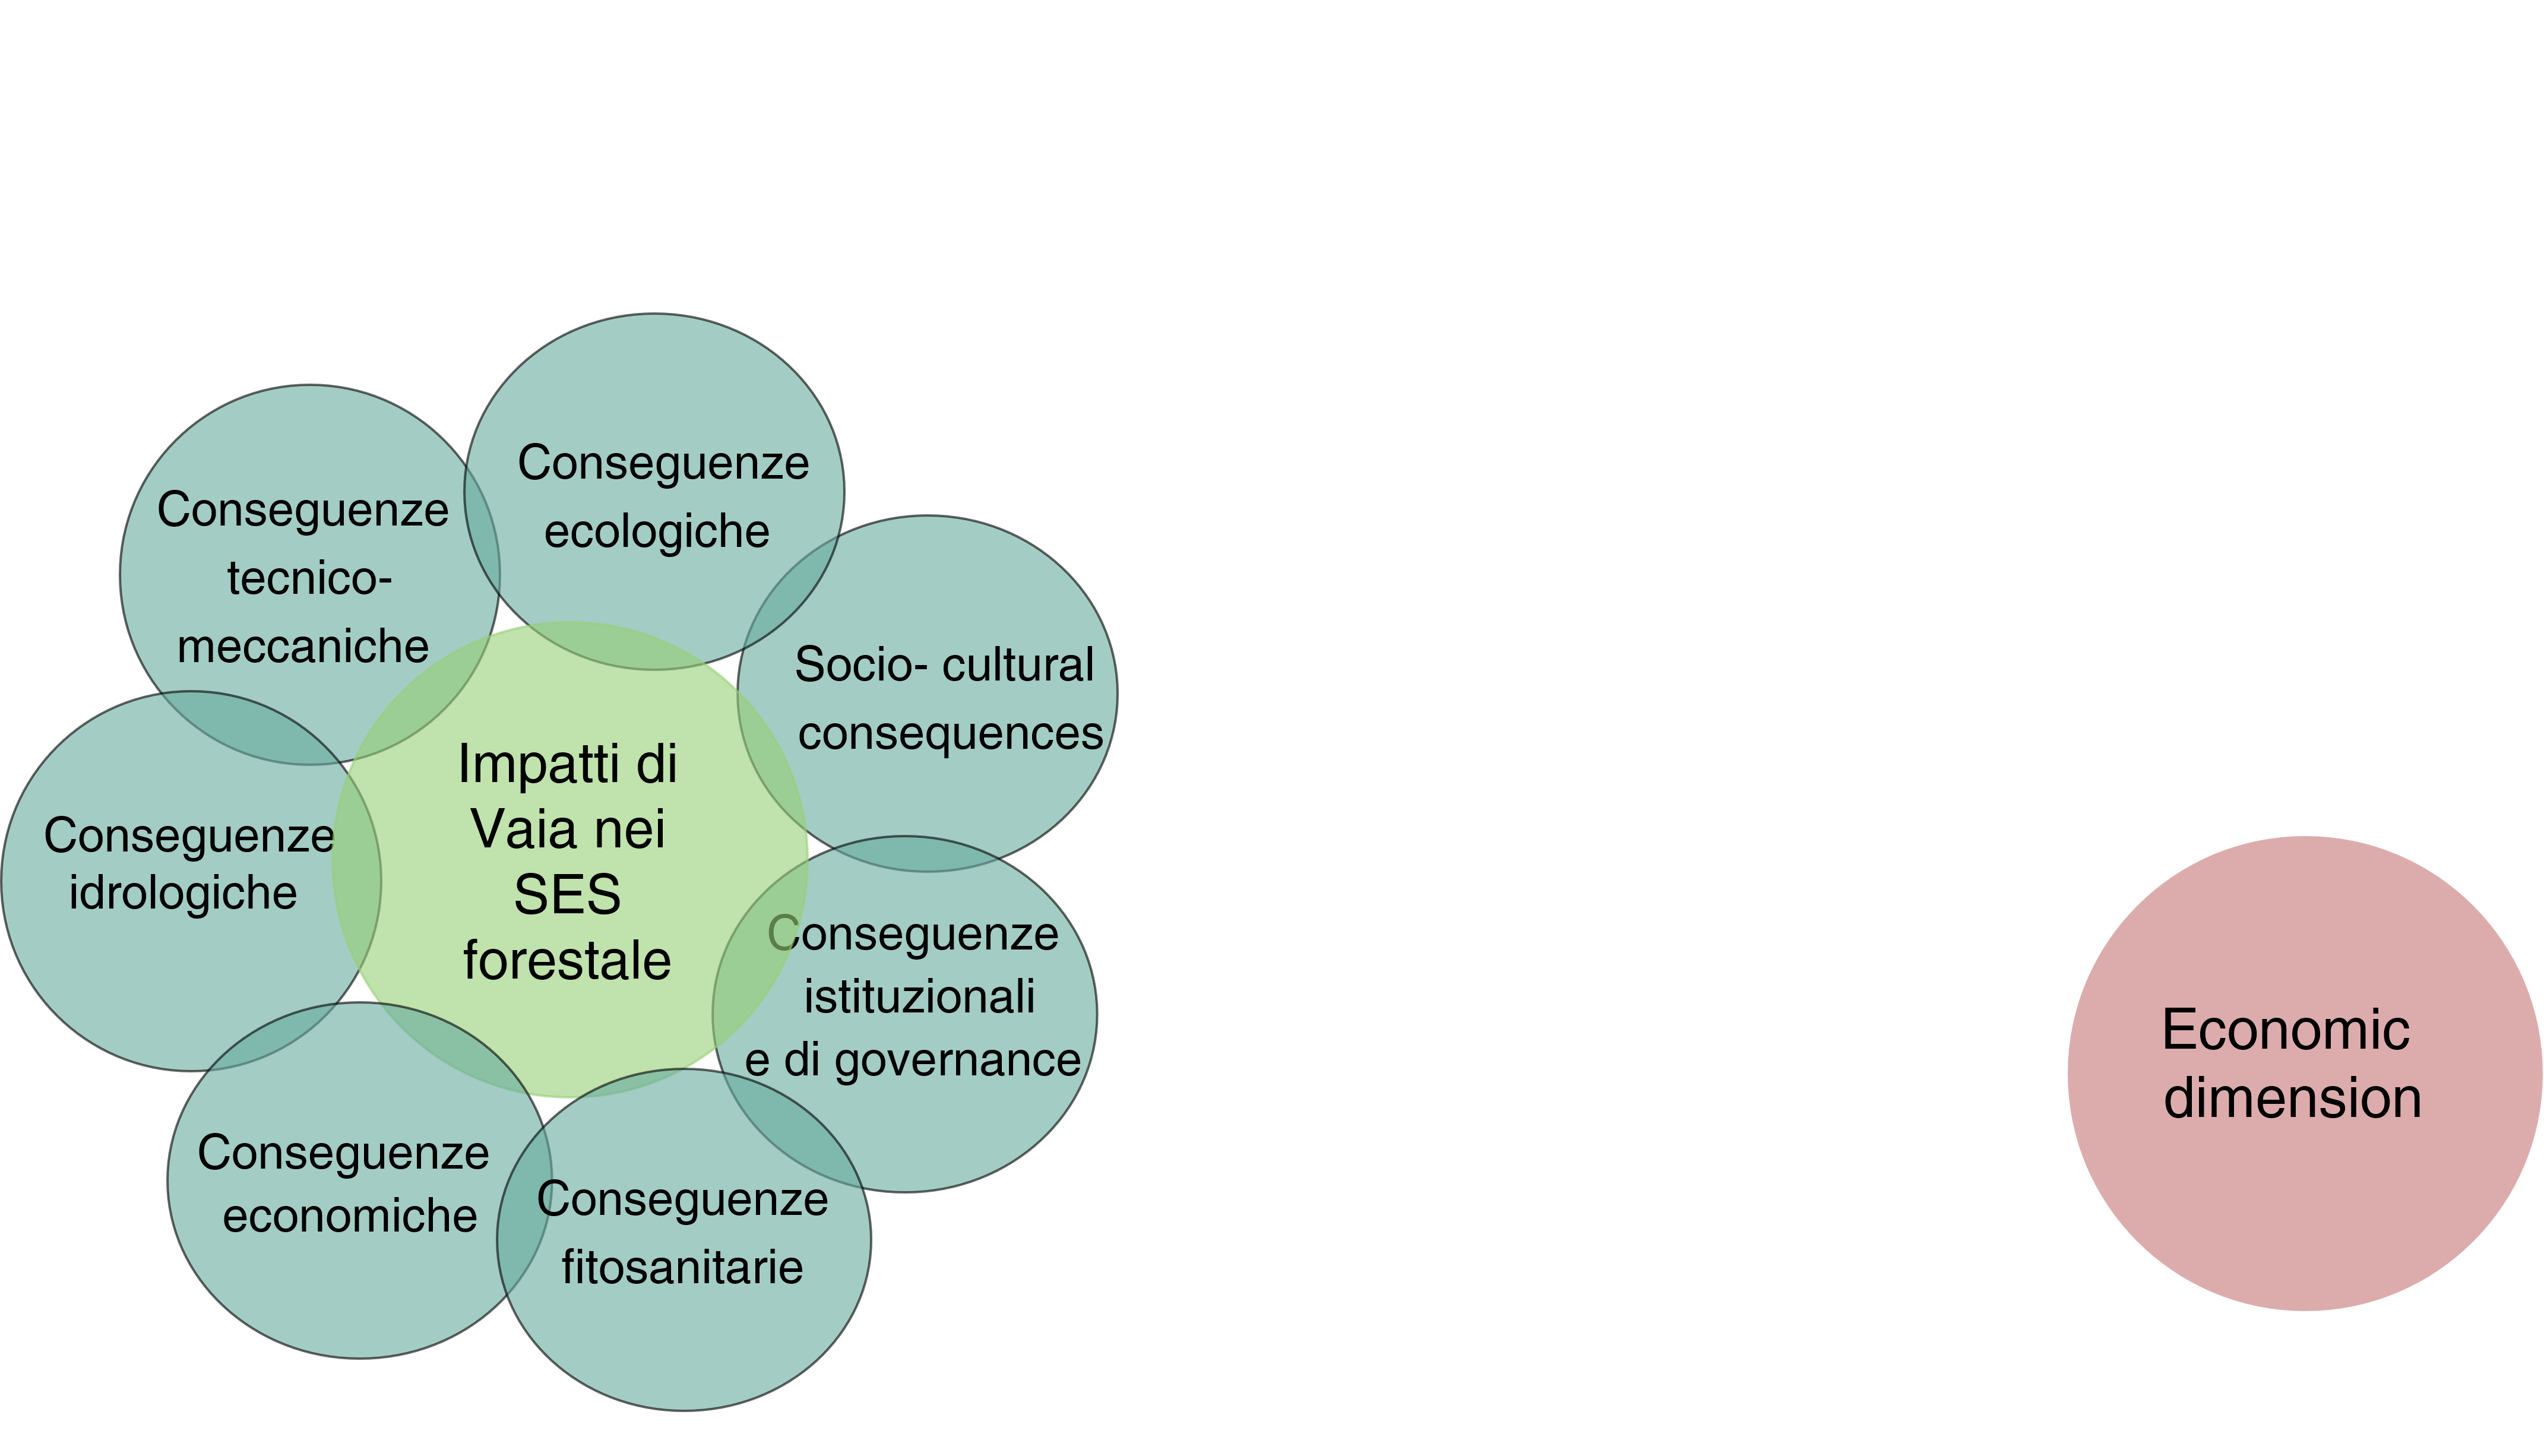 Conseguenze
ecologiche
Conseguenze
tecnico-
meccaniche
Socio- cultural
consequences
Impatti di
Vaia nei
SES
forestale
Conseguenze
idrologiche
Conseguenze
istituzionali
e di governance
Conseguenze
economiche
Conseguenze
fitosanitarie
Economic
dimension